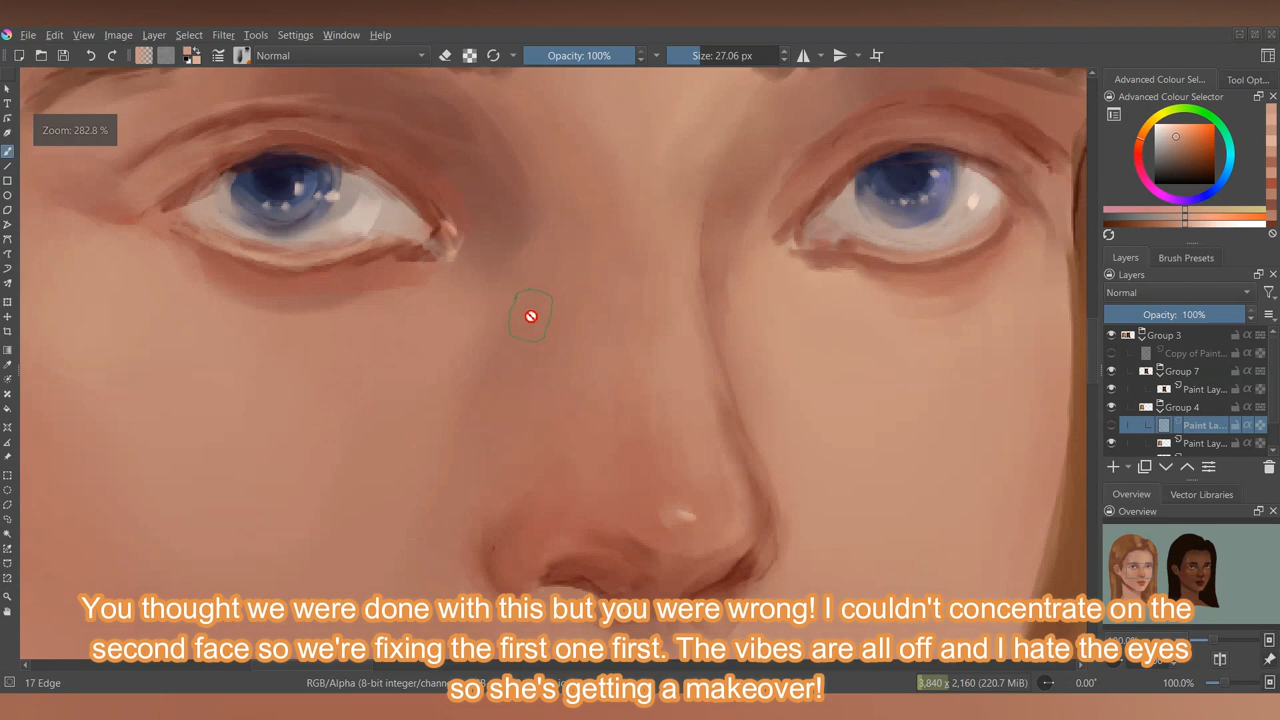 File Edit View Image Layer Select Filter Tools Settings Window Help
Normal Opacity: 100% Size: 27.06 px
Advanced Colour Sel... Tool Opt...
Advanced Colour Selector
Zoom: 282.8 %
Layers Brush Presets
Layers
Normal
Opacity: 100%
Group 3
Copy of Paint...
Group 7
Paint Lay...
Group 4
Paint La...
Paint Lay...
Overview Vector Libraries
Overview
You thought we were done with this but you were wrong! I couldn't concentrate on the
second face so we're fixing the first one first. The vibes are all off and I hate the eyes
so she's getting a makeover!
17 Edge RGB/Alpha (8-bit integer/chann 3,840 x 2,160 (220.7 MiB) 0.00° 100.0%